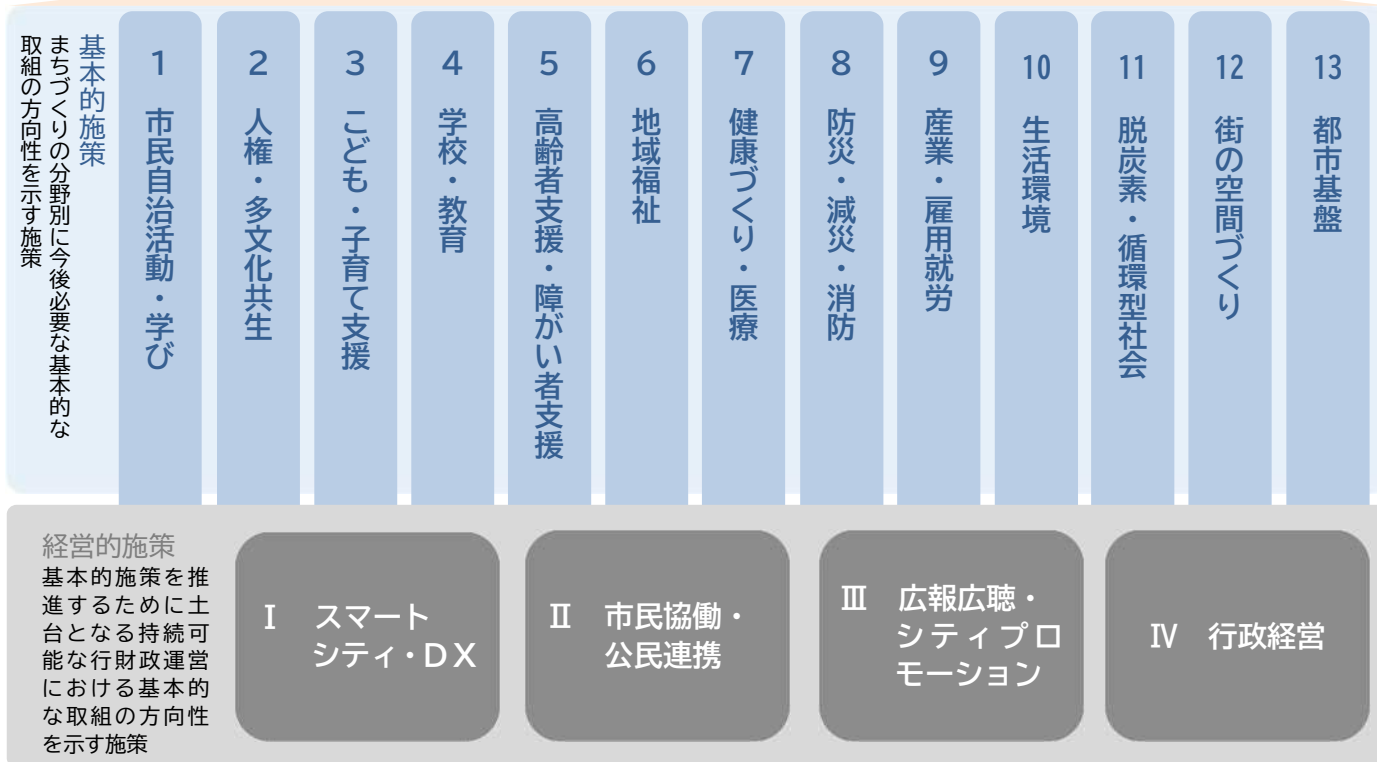 基本的施策
まちづくりの分野別に今後必要な基本的な
取組の方向性を示す施策
1 市民自治活動・学び
2 人権・多文化共生
3 こども・子育て支援
4 学校・教育
5 高齢者支援・障がい者支援
6 地域福祉
7 健康づくり・医療
8 防災・減災・消防
9 産業・雇用就労
10 生活環境
11 脱炭素・循環型社会
12 街の空間づくり
13 都市基盤
経営的施策
基本的施策を推
進するために土
台となる持続可
能な行財政運営
における基本的
な取組の方向性
を示す施策
Ⅰ スマート
シティ・DX
Ⅱ 市民協働・
公民連携
Ⅲ 広報広聴・
シティプロ
モーション
Ⅳ 行政経営